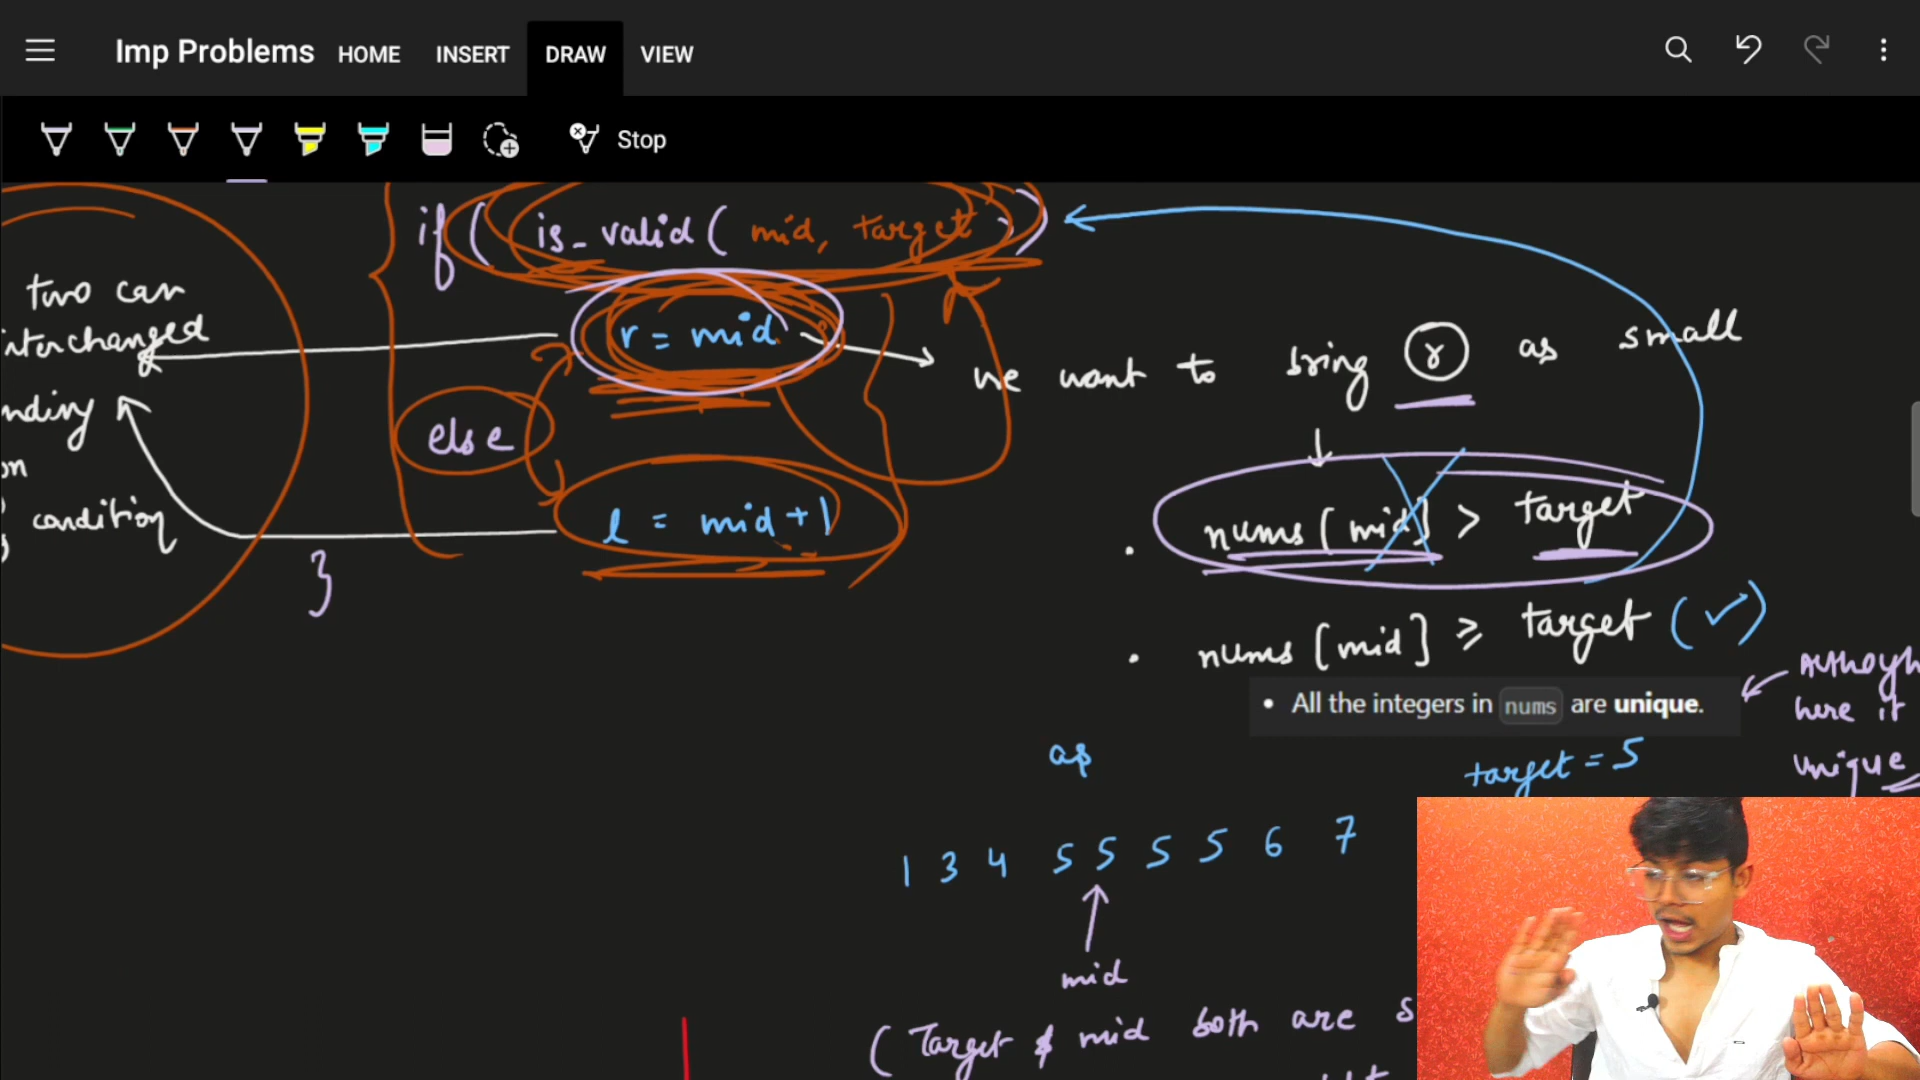 Imp Problems HOME INSERT DRAW VIEW
Stop
if ( is_valid ( mid, target ) )
two can
interchanged
r = mid
we want to bring r as small
else
l = mid + 1
condition
}
nums [ mid ] > target
nums [ mid ] ≥ target ( ✓ )
• All the integers in nums are unique.
here it
unique
as
target = 5
1 3 4 5 5 5 5 6 7
mid
( Target & mid both are s